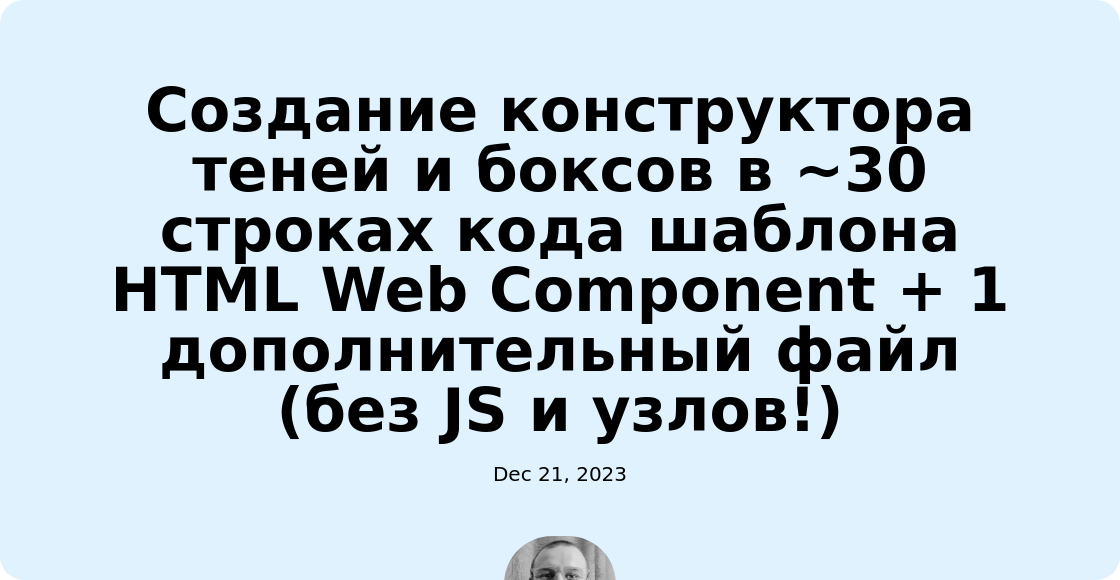 Создание конструктора
теней и боксов в ~30
строках кода шаблона
HTML Web Component + 1
дополнительный файл
(без JS и узлов!)
Dec 21, 2023